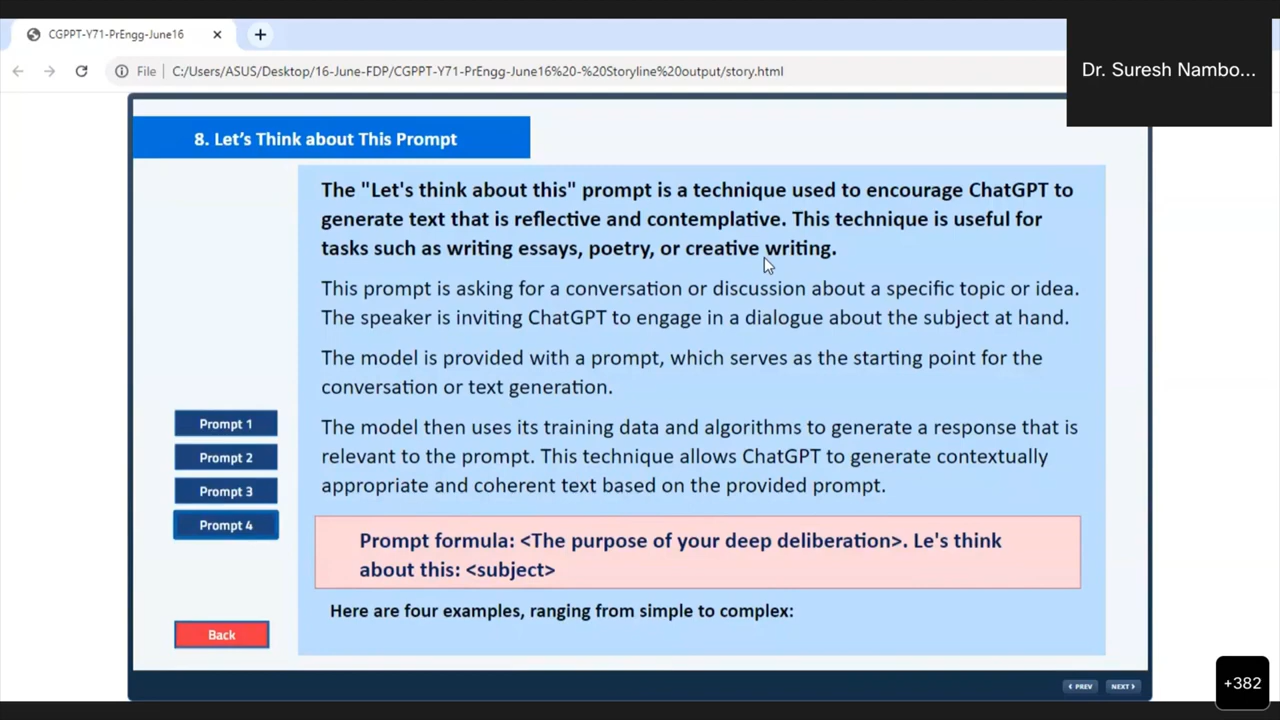 CGPPT-Y71-PrEngg-June16
File
C:/Users/ASUS/Desktop/16-June-FDP/CGPPT-Y71-PrEngg-June16%20-%20Storyline%20output/story.html
Dr. Suresh Nambo...
8. Let's Think about This Prompt
The "Let's think about this" prompt is a technique used to encourage ChatGPT to
generate text that is reflective and contemplative. This technique is useful for
tasks such as writing essays, poetry, or creative writing.
This prompt is asking for a conversation or discussion about a specific topic or idea.
The speaker is inviting ChatGPT to engage in a dialogue about the subject at hand.
The model is provided with a prompt, which serves as the starting point for the
conversation or text generation.
The model then uses its training data and algorithms to generate a response that is
relevant to the prompt. This technique allows ChatGPT to generate contextually
appropriate and coherent text based on the provided prompt.
Prompt formula: <The purpose of your deep deliberation>. Le's think
about this: <subject>
Here are four examples, ranging from simple to complex:
Prompt 1
Prompt 2
Prompt 3
Prompt 4
Back
PREV
NEXT
+382